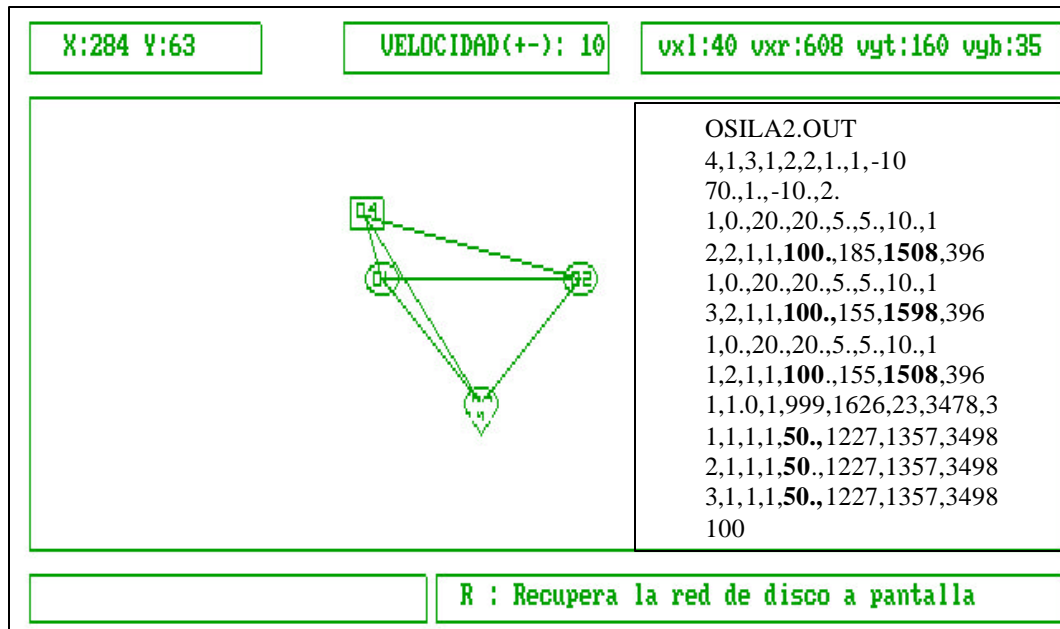 X:284 Y:63
VELOCIDAD(+-): 10
vxl:40 vxr:608 vyt:160 vyb:35
OSILA2.OUT
4,1,3,1,2,2,1.,1,-10
70.,1.,-10.,2.
1,0.,20.,20.,5.,5.,10.,1
2,2,1,1,100.,185,1508,396
1,0.,20.,20.,5.,5.,10.,1
3,2,1,1,100.,155,1598,396
1,0.,20.,20.,5.,5.,10.,1
1,2,1,1,100.,155,1508,396
1,1.0,1,999,1626,23,3478,3
1,1,1,1,50.,1227,1357,3498
2,1,1,1,50.,1227,1357,3498
3,1,1,1,50.,1227,1357,3498
100
R : Recupera la red de disco a pantalla